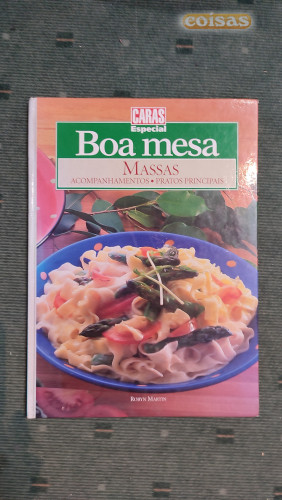 coisas
CARAS
Especial
Boa mesa
MASSAS
ACOMPANHAMENTOS • PRATOS PRINCIPAIS
ROBYN MARTIN